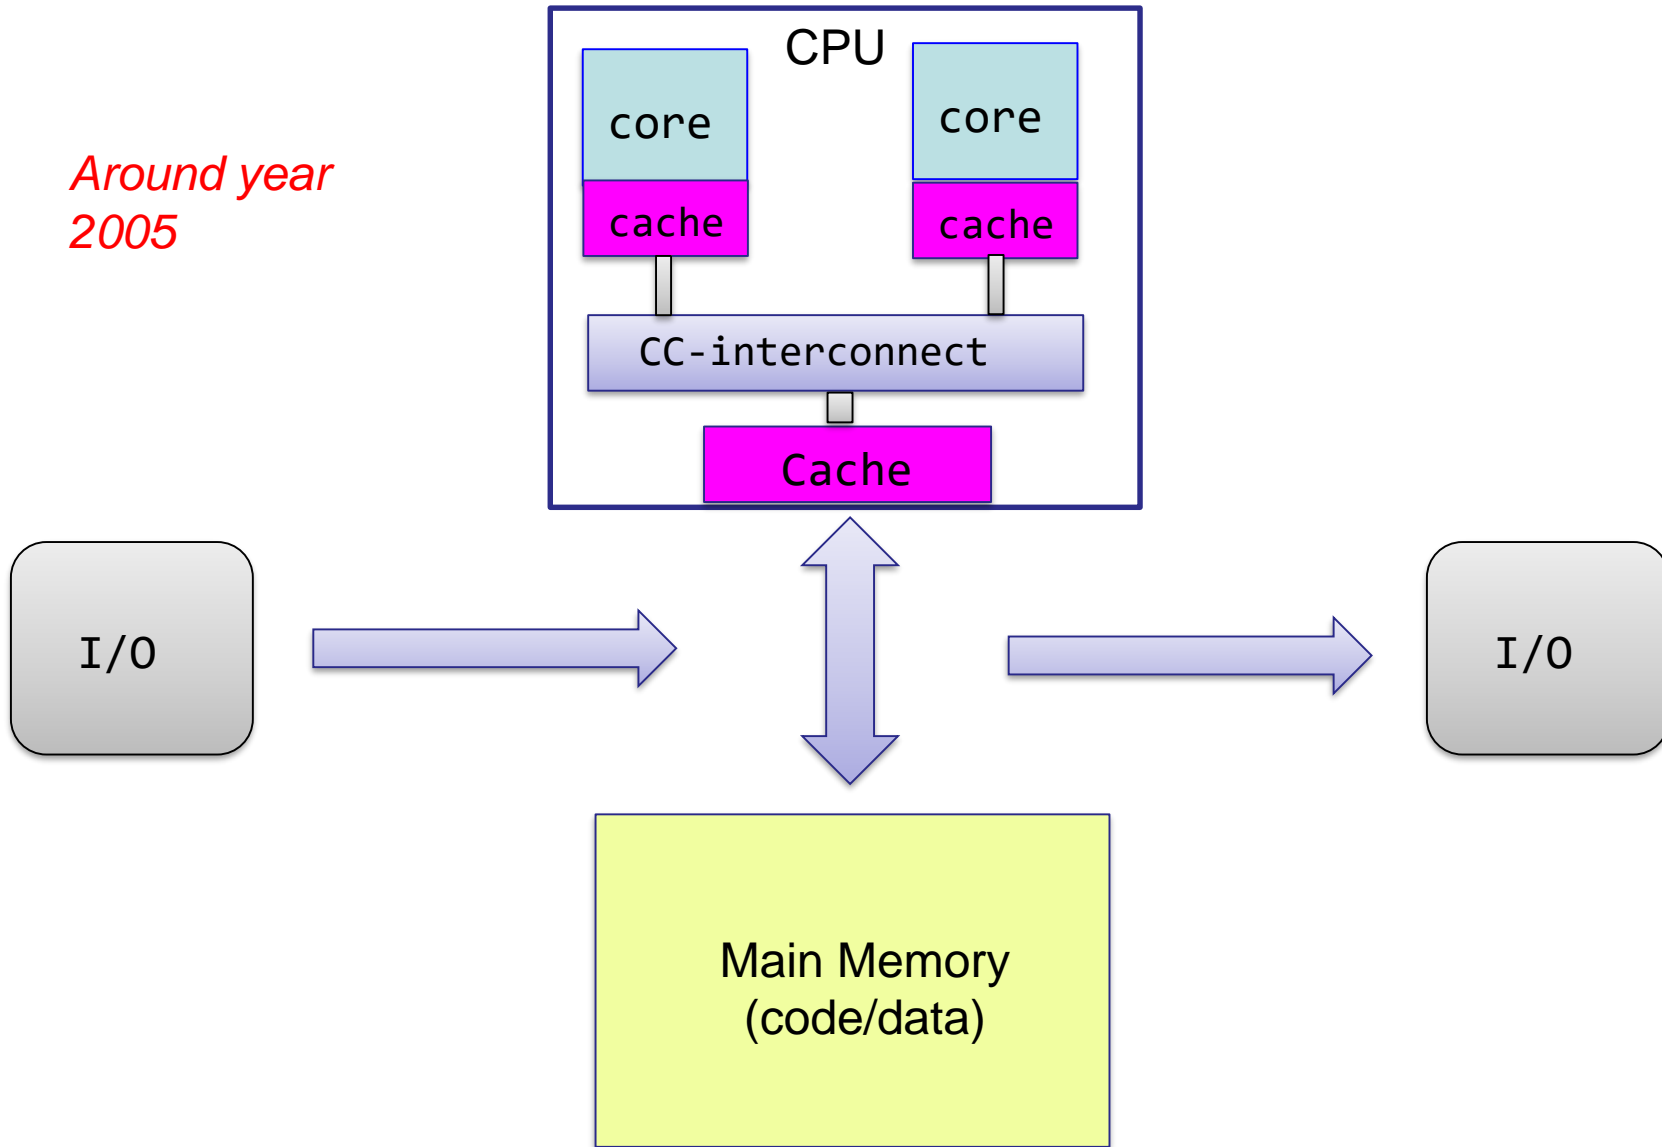 CPU
core
core
Around year
2005
cache
cache
CC-interconnect
Cache
I/O
I/O
Main Memory
(code/data)